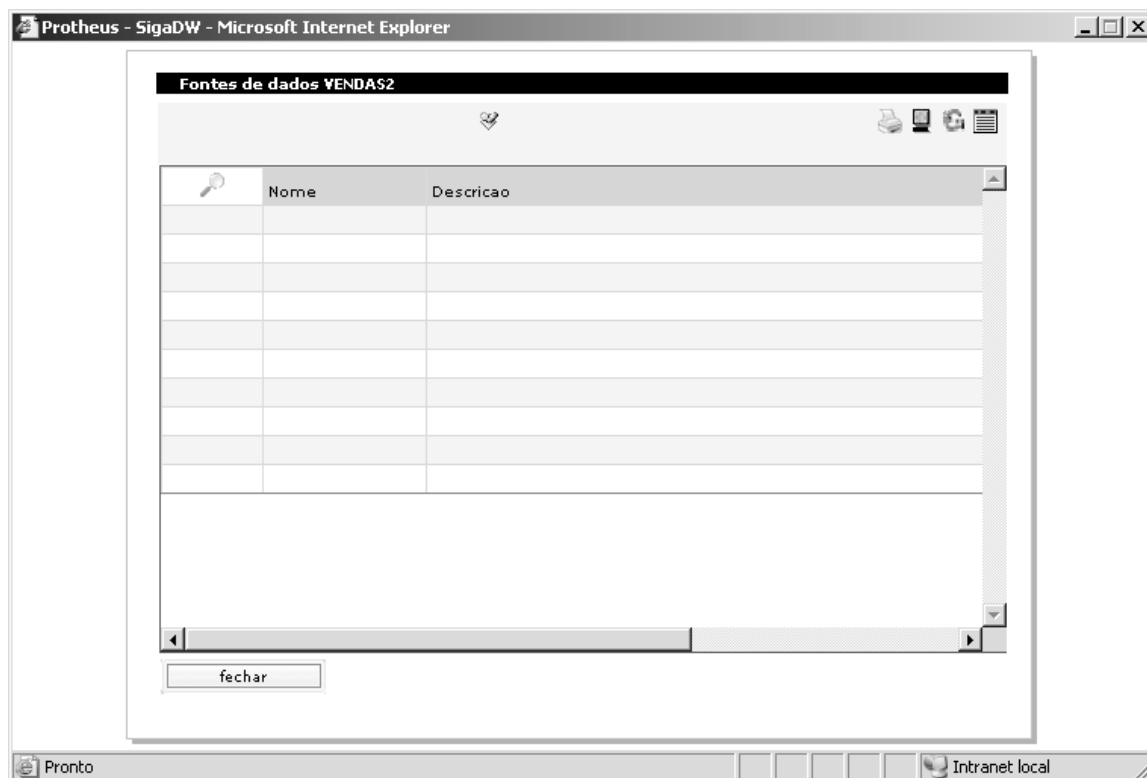 Protheus - SigaDW - Microsoft Internet Explorer
Fontes de dados VENDAS2
Nome Descricao
fechar
Pronto Intranet local